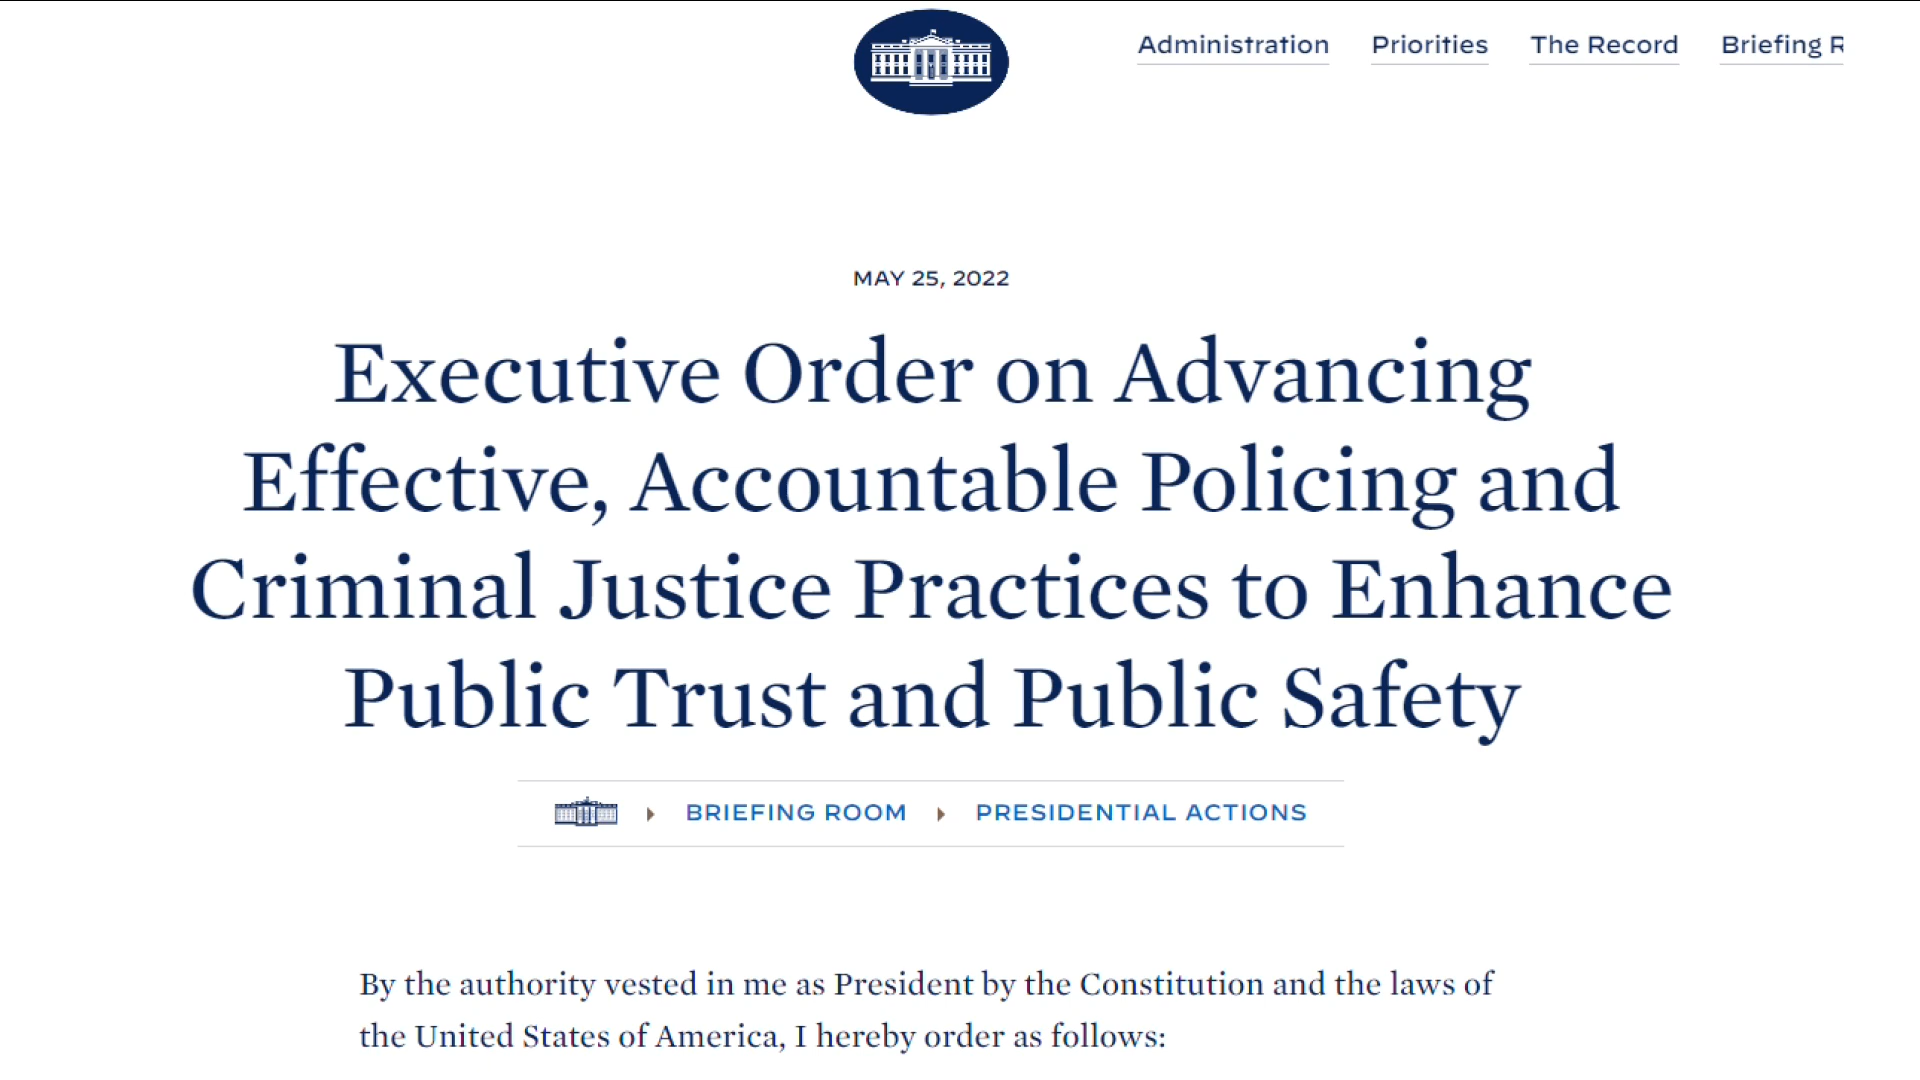 Administration Priorities The Record Briefing R
MAY 25, 2022
Executive Order on Advancing
Effective, Accountable Policing and
Criminal Justice Practices to Enhance
Public Trust and Public Safety
BRIEFING ROOM PRESIDENTIAL ACTIONS
By the authority vested in me as President by the Constitution and the laws of
the United States of America, I hereby order as follows: